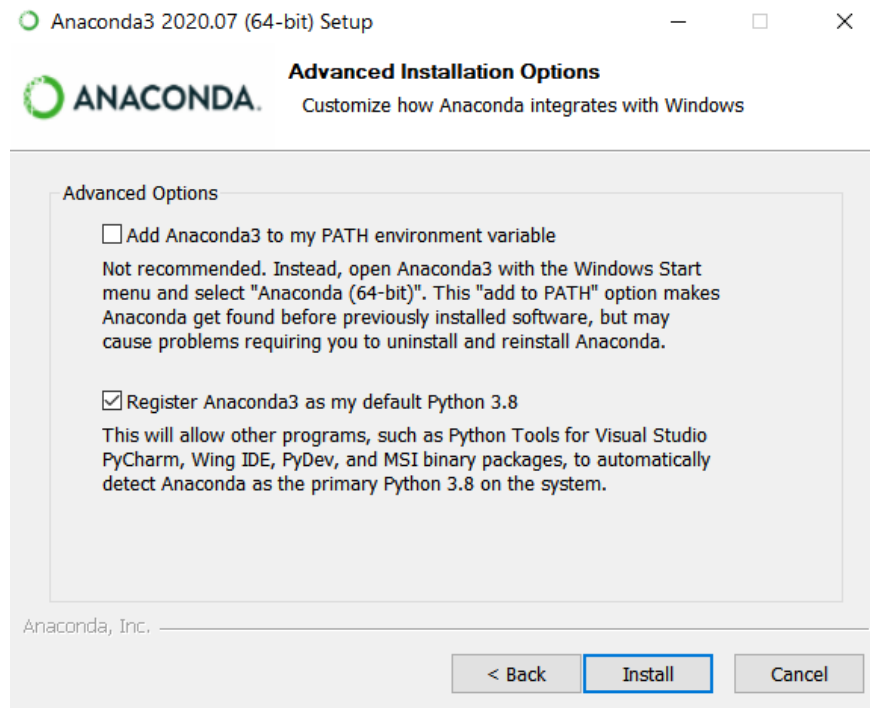 Anaconda3 2020.07 (64-bit) Setup
ANACONDA.
Advanced Installation Options
Customize how Anaconda integrates with Windows
Advanced Options
Add Anaconda3 to my PATH environment variable
Not recommended. Instead, open Anaconda3 with the Windows Start
menu and select "Anaconda (64-bit)". This "add to PATH" option makes
Anaconda get found before previously installed software, but may
cause problems requiring you to uninstall and reinstall Anaconda.
Register Anaconda3 as my default Python 3.8
This will allow other programs, such as Python Tools for Visual Studio
PyCharm, Wing IDE, PyDev, and MSI binary packages, to automatically
detect Anaconda as the primary Python 3.8 on the system.
Anaconda, Inc.
< Back
Install
Cancel